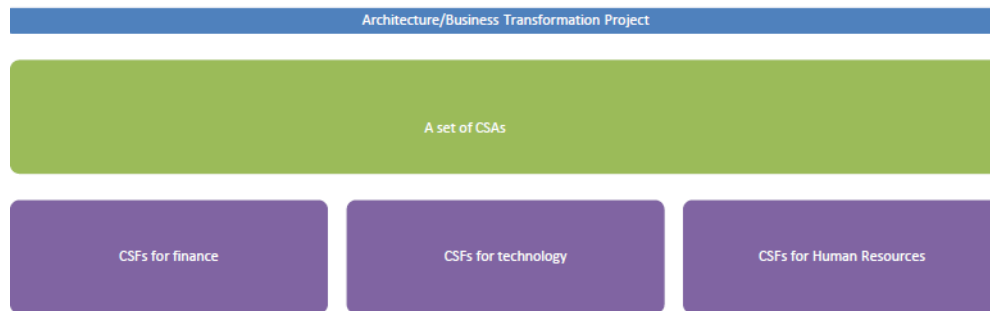 Architecture/Business Transformation Project
A set of CSAs
CSFs for finance
CSFs for technology
CSFs for Human Resources